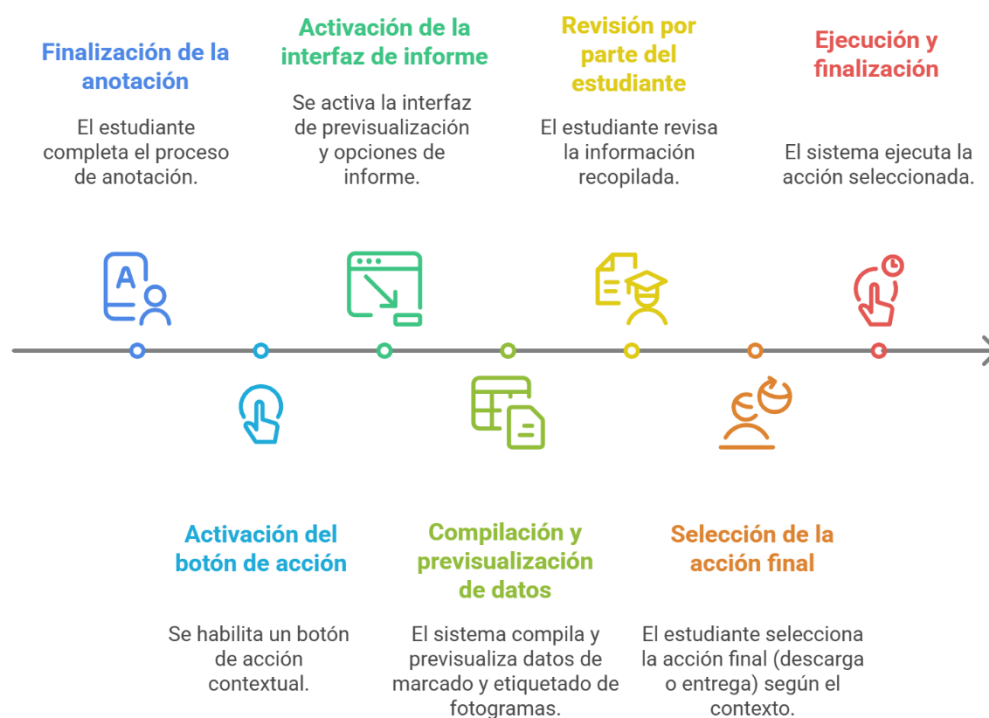 Finalización de la
anotación
El estudiante
completa el proceso
de anotación.
Activación de la
interfaz de informe
Se activa la interfaz
de previsualización
y opciones de
informe.
Revisión por
parte del
estudiante
El estudiante revisa
la información
recopilada.
Ejecución y
finalización
El sistema ejecuta la
acción seleccionada.
A
Activación del
botón de acción
Se habilita un botón
de acción
contextual.
Compilación y
previsualización
de datos
El sistema compila y
previsualiza datos de
marcado y etiquetado de
fotogramas.
Selección de la
acción final
El estudiante selecciona
la acción final (descarga
o entrega) según el
contexto.